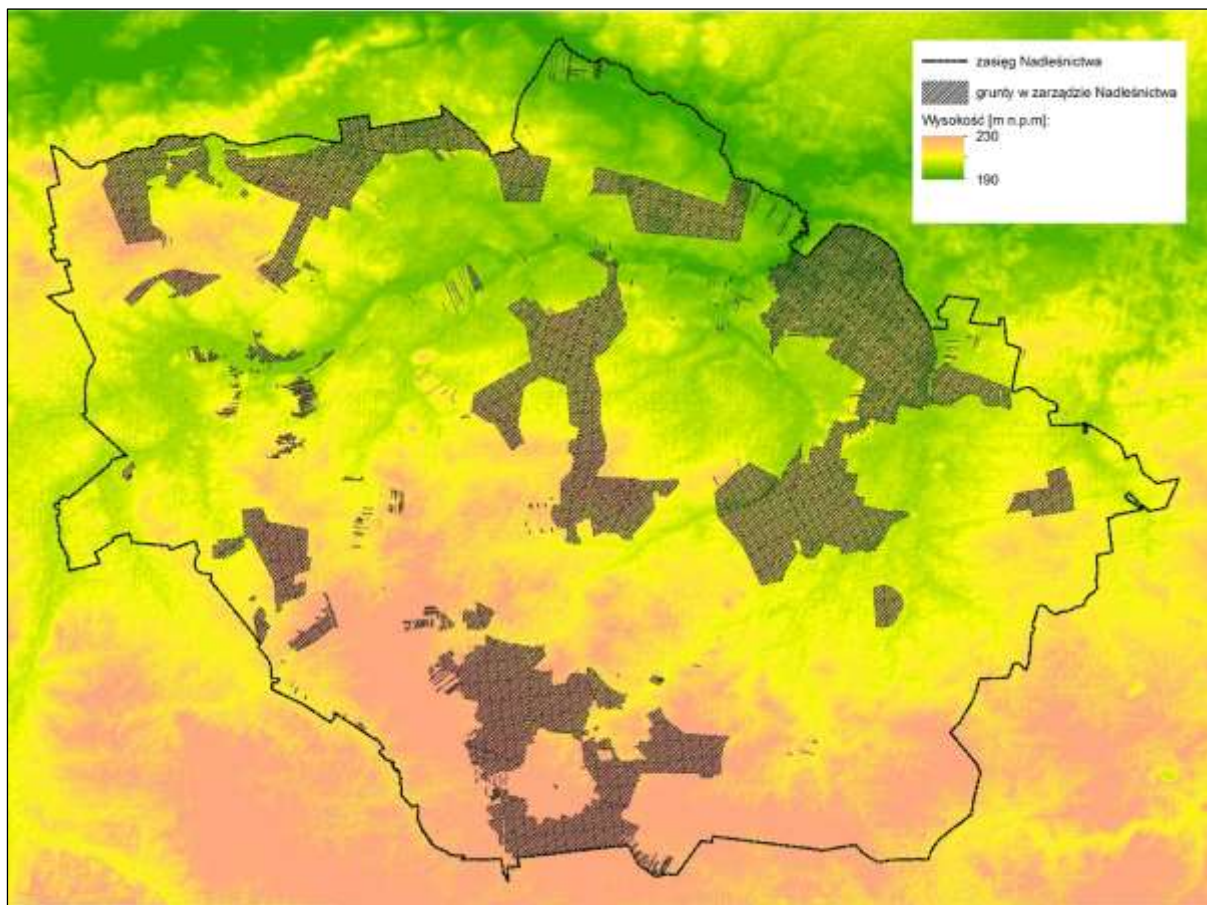 zasięg Nadleśnictwa
grunty w zarządzie Nadleśnictwa
Wysokość [m n.p.m]:
230
190